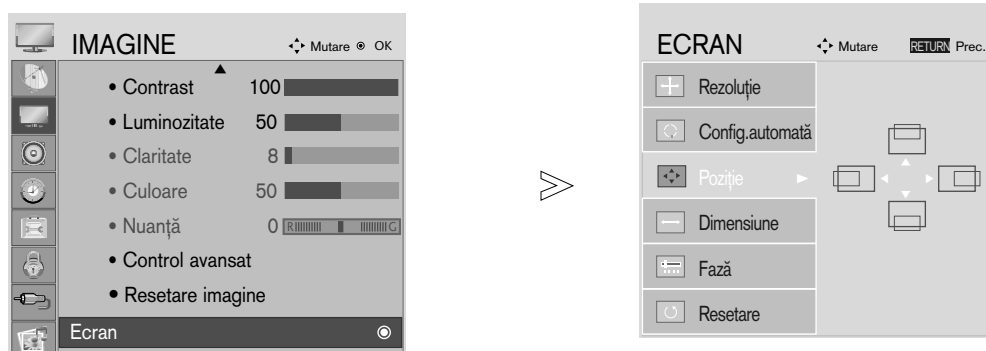 IMAGINE
Mutare
OK
• Contrast 100
• Luminozitate 50
• Claritate 8
• Culoare 50
• Nuanță 0 R G
• Control avansat
• Resetare imagine
Ecran
ECRAN
Mutare
RETURN Prec.
Rezoluție
Config.automată
Poziție
Dimensiune
Fază
Resetare